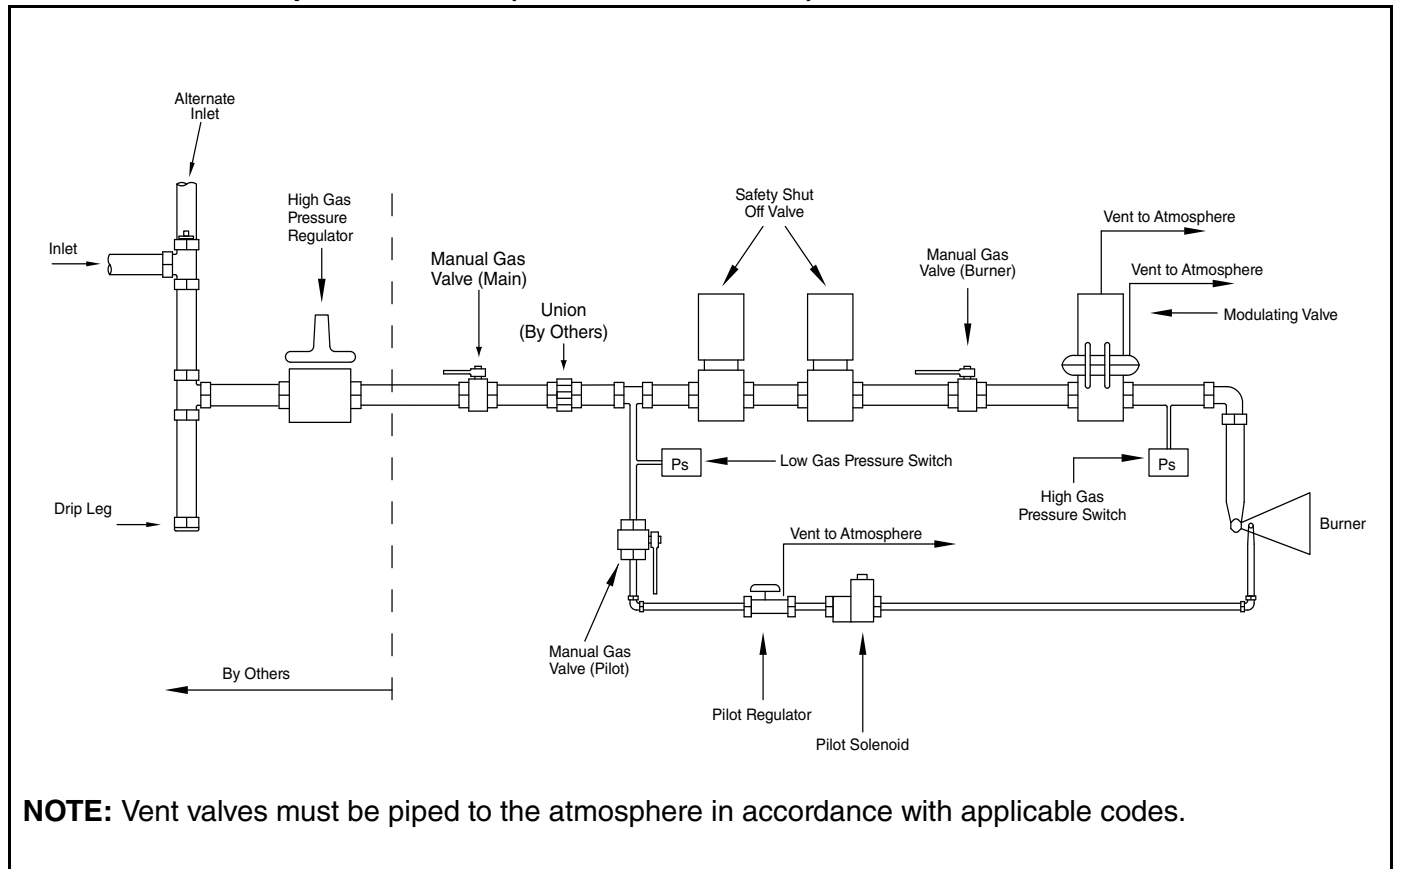 Alternate
Inlet
High Gas
Pressure
Regulator
Inlet
Manual Gas
Valve (Main)
Union
(By Others)
Safety Shut
Off Valve
Manual Gas
Valve (Burner)
Vent to Atmosphere
Vent to Atmosphere
Modulating Valve
Ps
Low Gas Pressure Switch
Ps
High Gas
Pressure Switch
Drip Leg
Vent to Atmosphere
Burner
Manual Gas
Valve (Pilot)
By Others
Pilot Regulator
Pilot Solenoid
NOTE: Vent valves must be piped to the atmosphere in accordance with applicable codes.